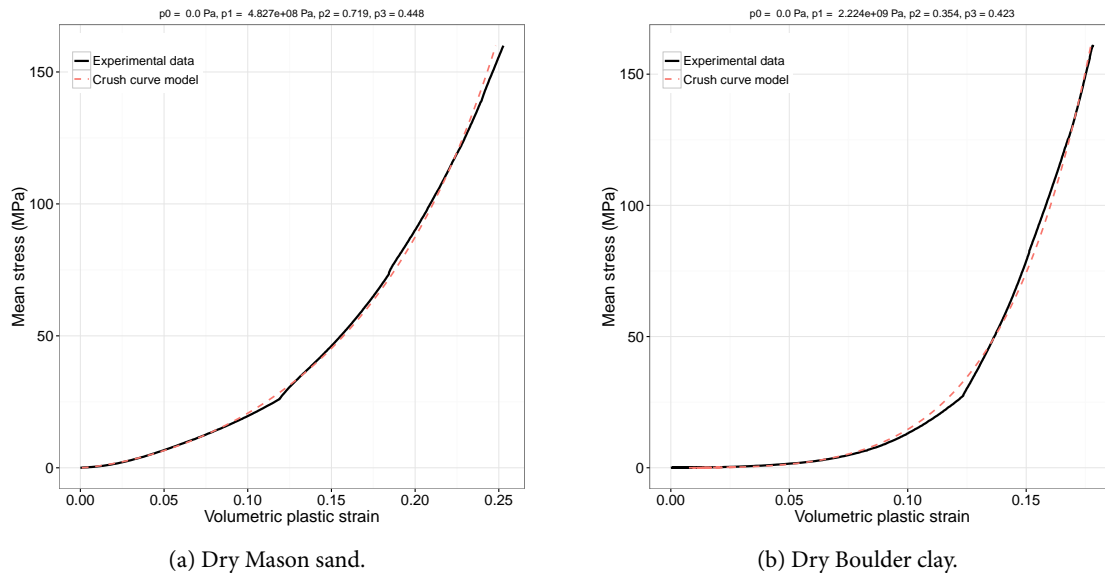 p0 = 0.0 Pa, p1 = 4.827e+08 Pa, p2 = 0.719, p3 = 0.448
Experimental data
Crush curve model
150
100
50
0
Mean stress (MPa)
0.00 0.05 0.10 0.15 0.20 0.25
Volumetric plastic strain
(a) Dry Mason sand.
p0 = 0.0 Pa, p1 = 2.224e+09 Pa, p2 = 0.354, p3 = 0.423
Experimental data
Crush curve model
150
100
50
0
Mean stress (MPa)
0.00 0.05 0.10 0.15
Volumetric plastic strain
(b) Dry Boulder clay.